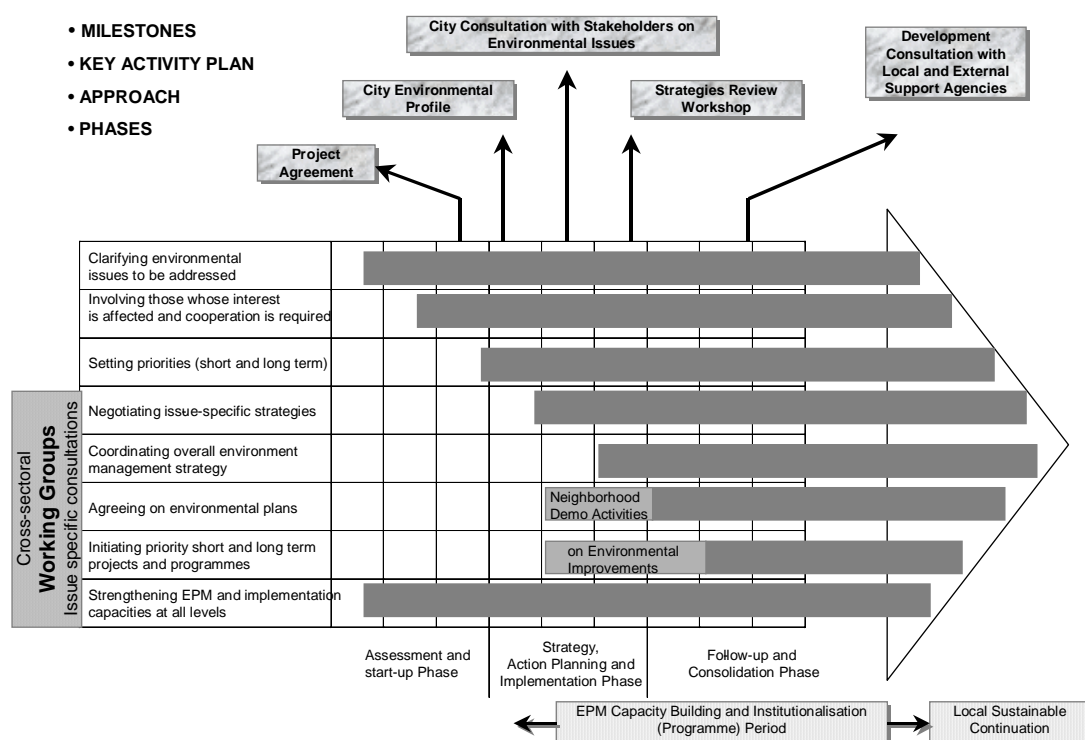 • MILESTONES
• KEY ACTIVITY PLAN
• APPROACH
• PHASES
City Consultation with Stakeholders on
Environmental Issues
Development
Consultation with
Local and External
Support Agencies
City Environmental
Profile
Strategies Review
Workshop
Project
Agreement
Clarifying environmental
issues to be addressed
Involving those whose interest
is affected and cooperation is required
Setting priorities (short and long term)
Negotiating issue-specific strategies
Coordinating overall environment
management strategy
Agreeing on environmental plans
Neighborhood
Demo Activities
Initiating priority short and long term
projects and programmes
on Environmental
Improvements
Strengthening EPM and implementation
capacities at all levels
Cross-sectoral
Working Groups
Issue specific consultations
Assessment and
start-up Phase
Strategy,
Action Planning and
Implementation Phase
Follow-up and
Consolidation Phase
EPM Capacity Building and Institutionalisation
(Programme) Period
Local Sustainable
Continuation